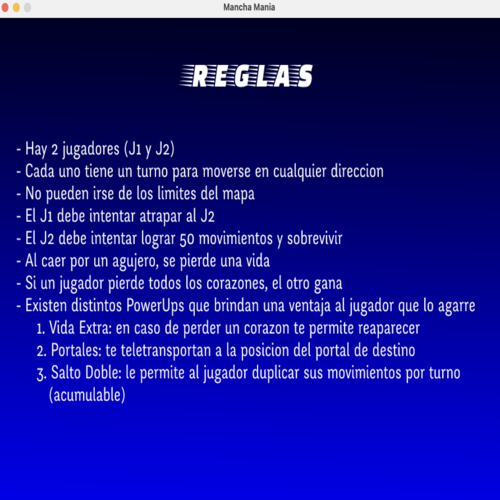 Mancha Mania
REGLAS
- Hay 2 jugadores (J1 y J2)
- Cada uno tiene un turno para moverse en cualquier direccion
- No pueden irse de los limites del mapa
- El J1 debe intentar atrapar al J2
- El J2 debe intentar lograr 50 movimientos y sobrevivir
- Al caer por un agujero, se pierde una vida
- Si un jugador pierde todos los corazones, el otro gana
- Existen distintos PowerUps que brindan una ventaja al jugador que lo agarre
1. Vida Extra: en caso de perder un corazon te permite reaparecer
2. Portales: te teletransportan a la posicion del portal de destino
3. Salto Doble: le permite al jugador duplicar sus movimientos por turno
(acumulable)